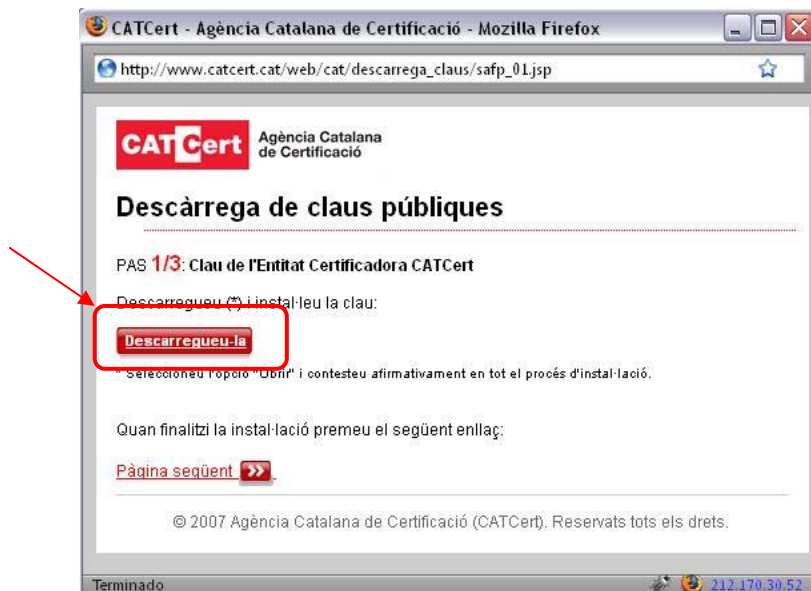 CATCert - Agència Catalana de Certificació - Mozilla Firefox
http://www.catcert.cat/web/cat/descarrega_claus/safp_01.jsp
CATCert Agència Catalana
de Certificació
Descàrrega de claus públiques
PAS 1/3: Clau de l'Entitat Certificadora CATCert
Descarregueu (*) i instal·leu la clau:
Descarregueu-la
* Seleccioneu l'opció "Obrir" i contesteu afirmativament en tot el procés d'instal·lació.
Quan finalitzi la instal·lació premeu el següent enllaç:
Pàgina següent
© 2007 Agència Catalana de Certificació (CATCert). Reservats tots els drets.
Terminado 212.170.30.52